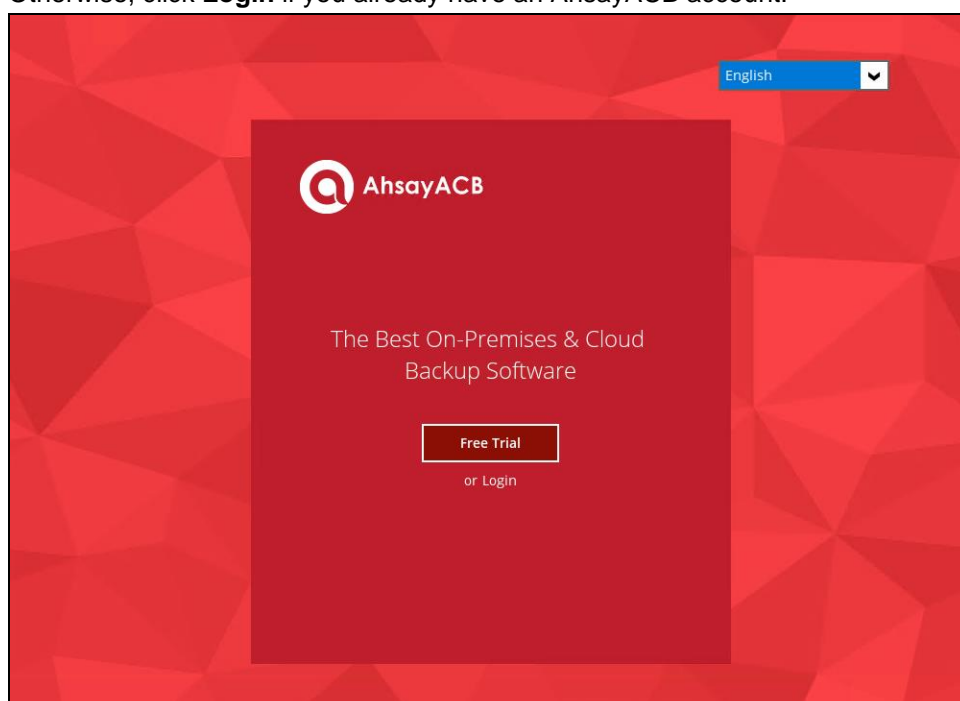 Otherwise, click Login if you already have an AhsayACB account.
English
AhsayACB
The Best On-Premises & Cloud
Backup Software
Free Trial
or Login